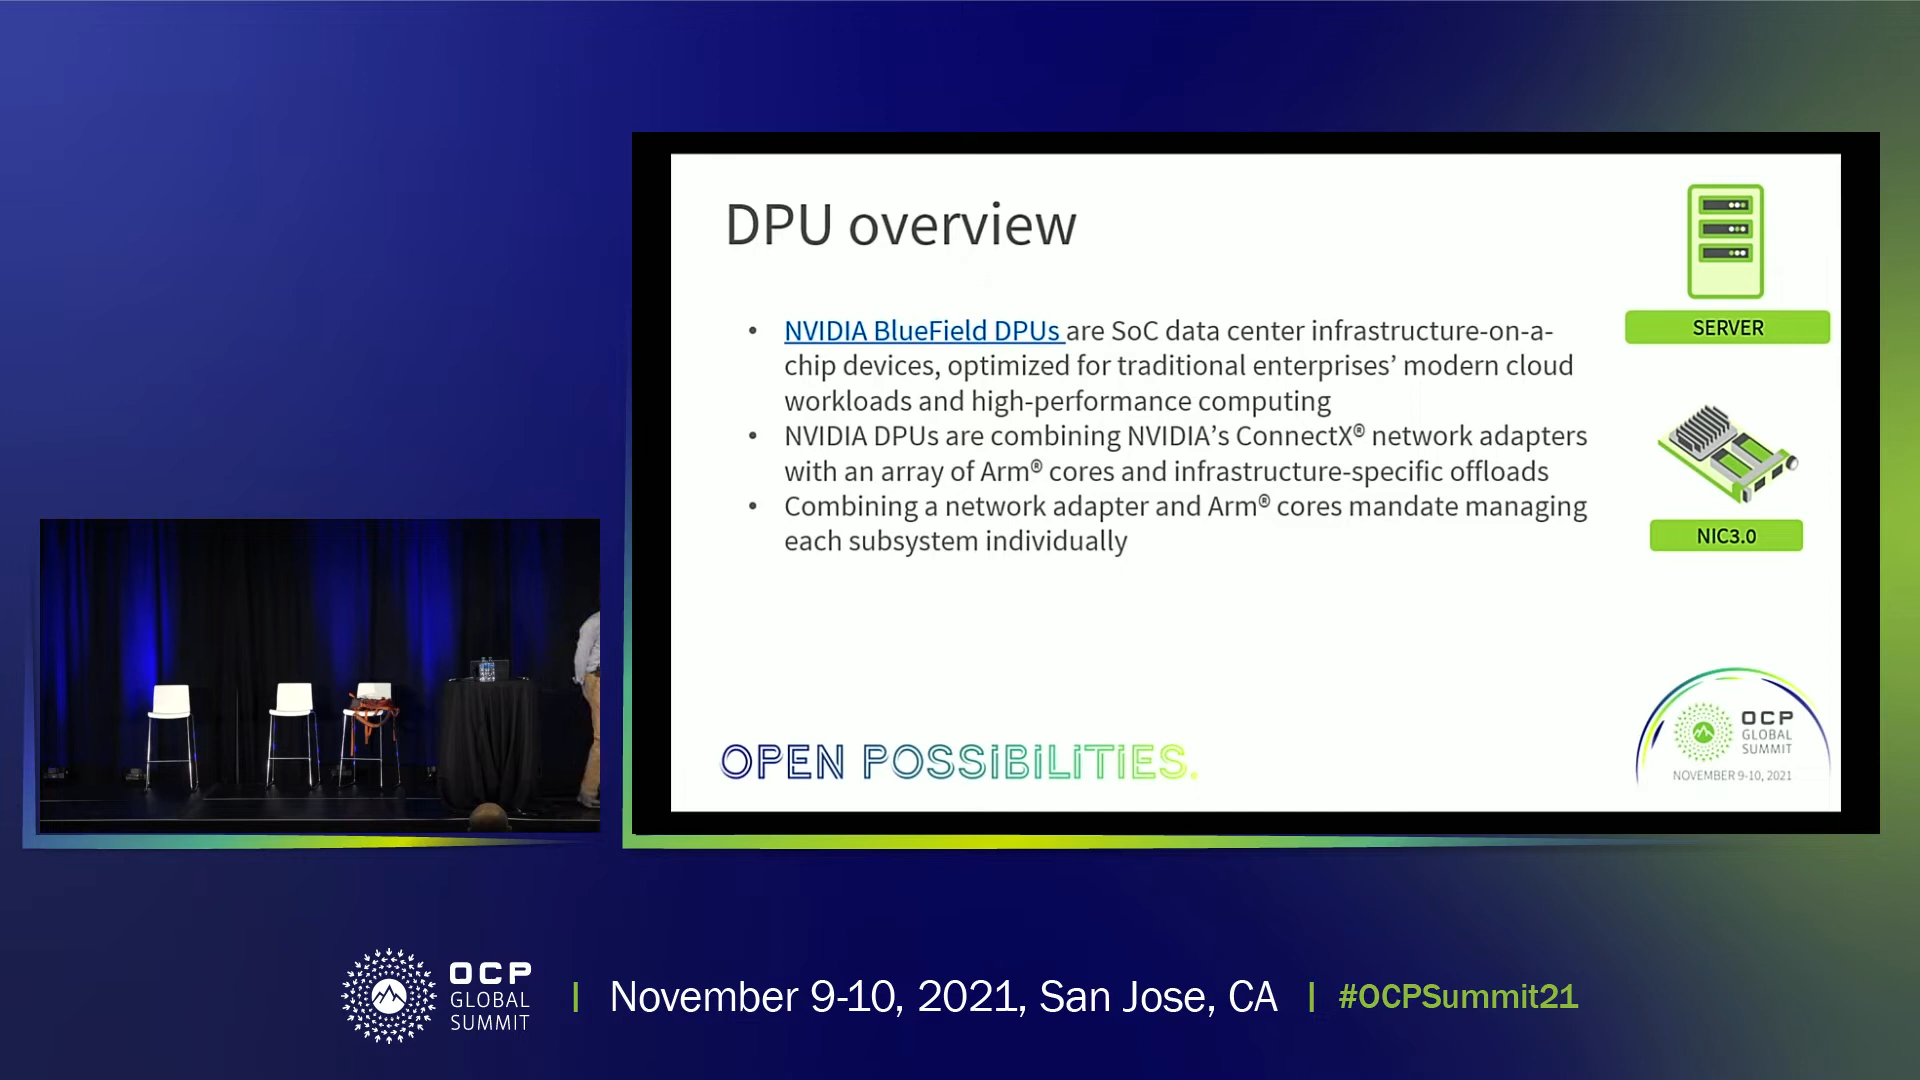 DPU overview
• NVIDIA BlueField DPUs are SoC data center infrastructure-on-a-
chip devices, optimized for traditional enterprises’ modern cloud
workloads and high-performance computing
• NVIDIA DPUs are combining NVIDIA’s ConnectX® network adapters
with an array of Arm® cores and infrastructure-specific offloads
• Combining a network adapter and Arm® cores mandate managing
each subsystem individually
SERVER
NIC3.0
OPEN POSSIBILITIES.
OCP
GLOBAL
SUMMIT
NOVEMBER 9-10, 2021
OCP
GLOBAL
SUMMIT
| November 9-10, 2021, San Jose, CA | #OCPSummit21